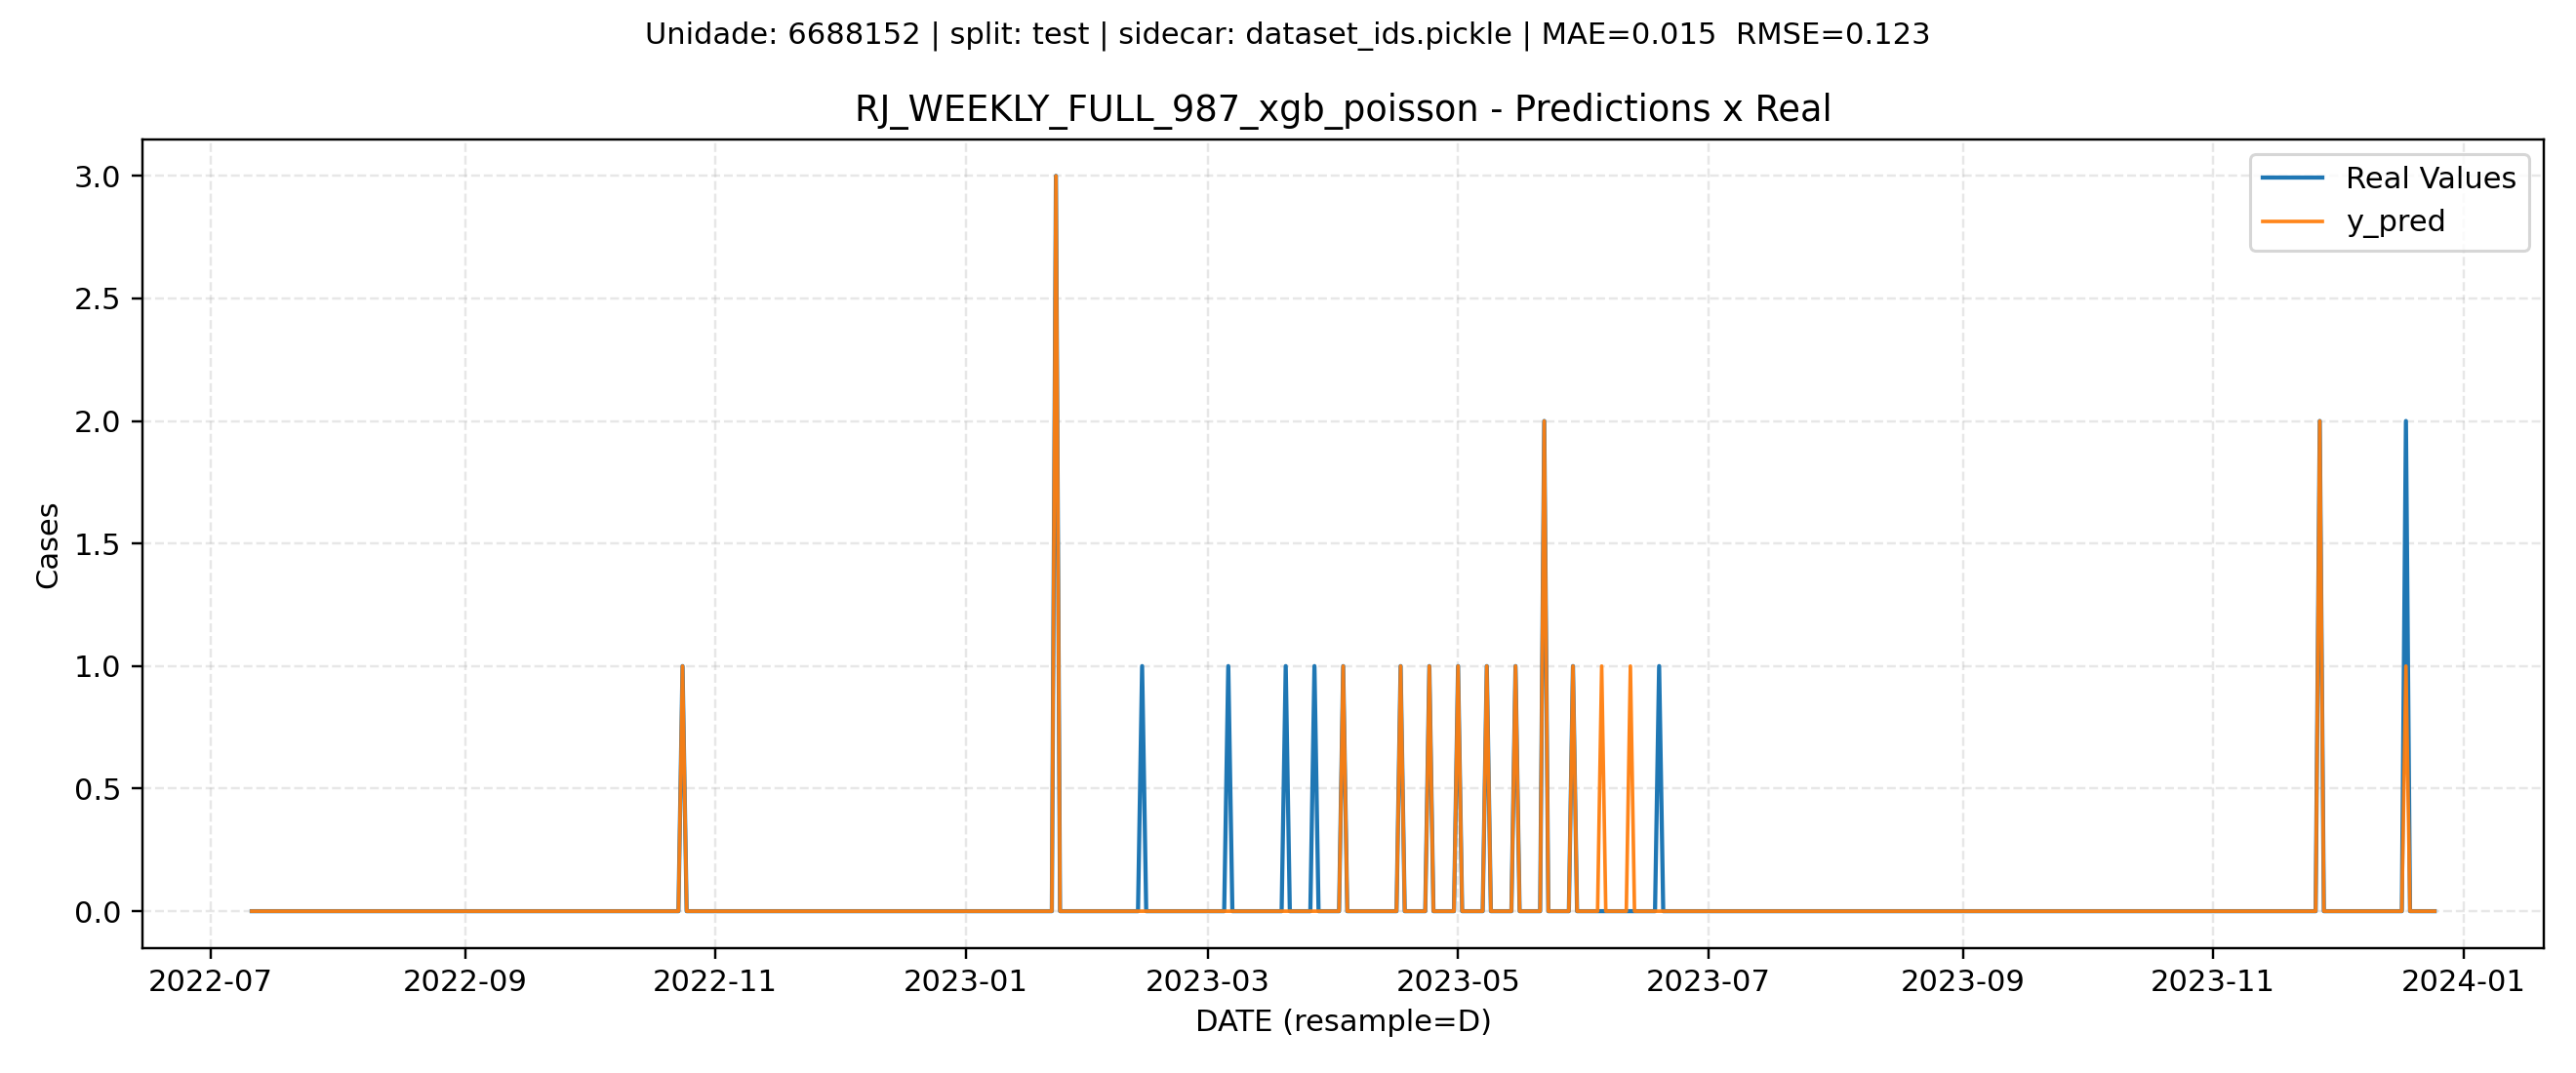 Unidade: 6688152 | split: test | sidecar: dataset_ids.pickle | MAE=0.015  RMSE=0.123
RJ_WEEKLY_FULL_987_xgb_poisson - Predictions x Real
Real Values
y_pred
3.0
2.5
2.0
1.5
1.0
0.5
0.0
Cases
2022-07
2022-09
2022-11
2023-01
2023-03
2023-05
2023-07
2023-09
2023-11
2024-01
DATE (resample=D)